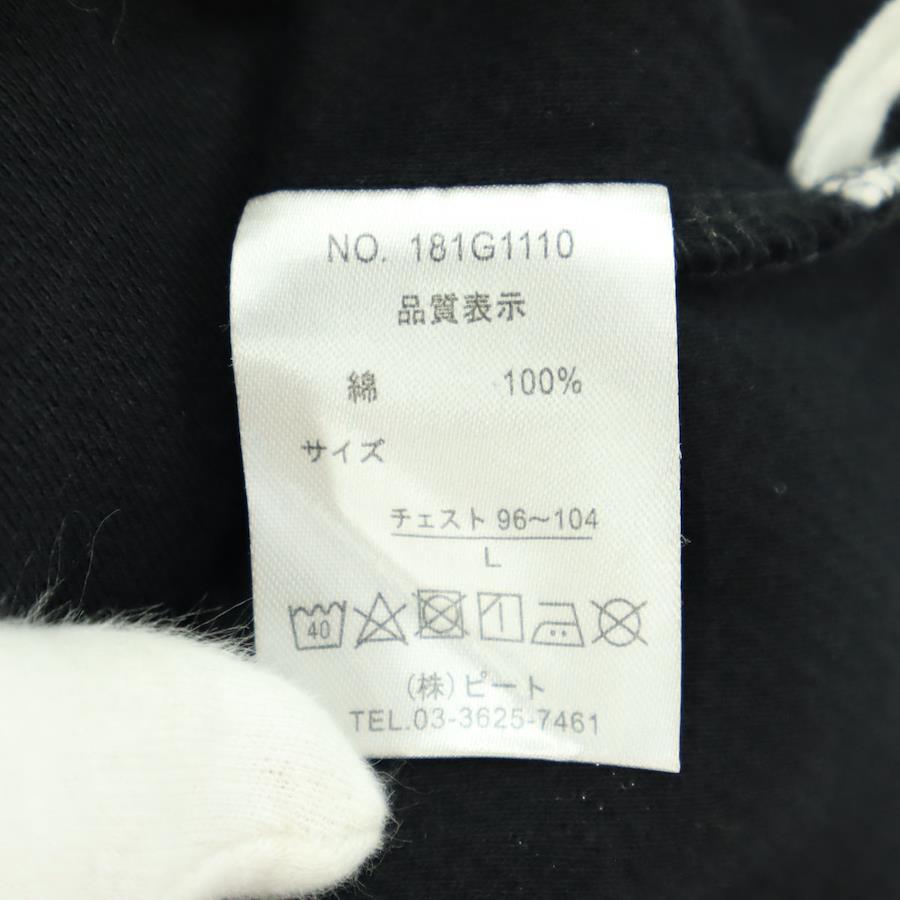 NO. 181G1110
品質表示
綿 100%
サイズ
チェスト 96〜104
L
40
(株)ピート
TEL.03-3625-7461